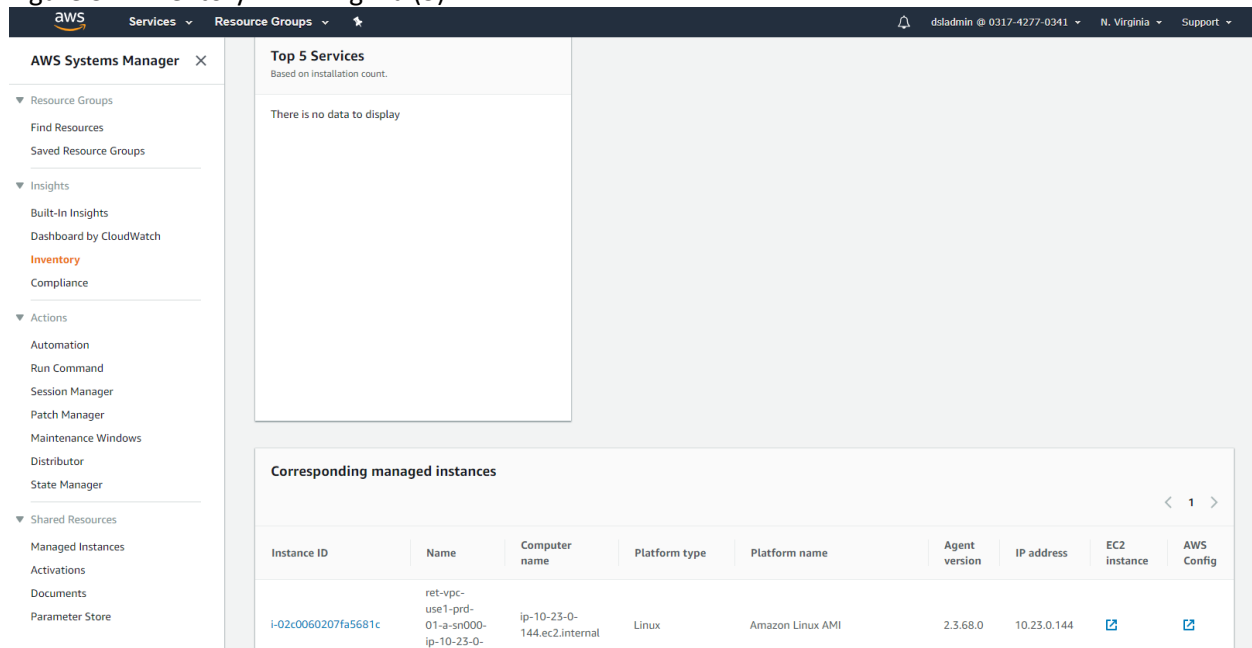 aws
Services
Resource Groups
dsladmin @ 0317-4277-0341
N. Virginia
Support
AWS Systems Manager
Resource Groups
Find Resources
Saved Resource Groups
Insights
Built-In Insights
Dashboard by CloudWatch
Inventory
Compliance
Actions
Automation
Run Command
Session Manager
Patch Manager
Maintenance Windows
Distributor
State Manager
Shared Resources
Managed Instances
Activations
Documents
Parameter Store
Top 5 Services
Based on installation count.
There is no data to display
Corresponding managed instances
1
Instance ID
Name
Computer
name
Platform type
Platform name
Agent
version
IP address
EC2
instance
AWS
Config
i-02c0060207fa5681c
ret-vpc-
use1-prd-
01-a-sn000-
ip-10-23-0-
ip-10-23-0-
144.ec2.internal
Linux
Amazon Linux AMI
2.3.68.0
10.23.0.144